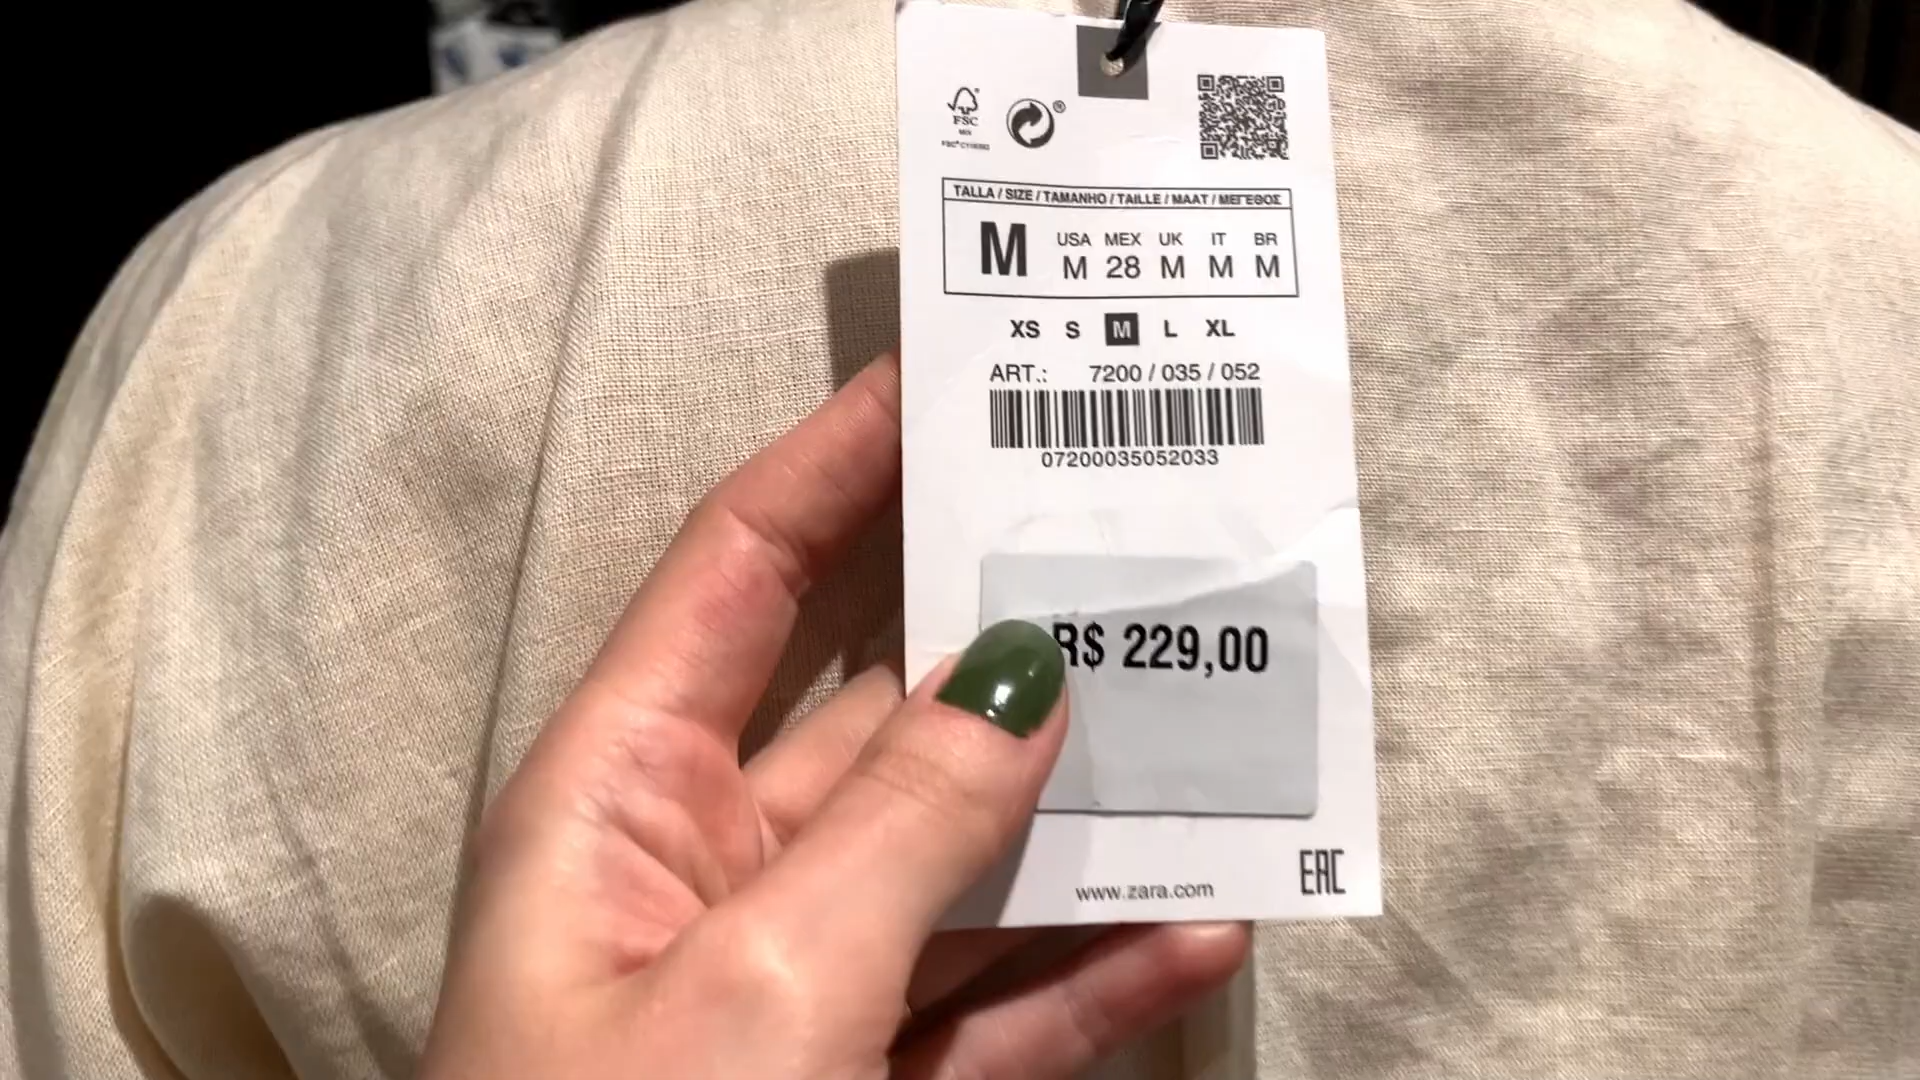 FSC
MIX
TALLA / SIZE / TAMANHO / TAILLE / MAAT / ΜΕΓΕΘΟΣ
M
USA MEX UK IT BR
M 28 M M M
XS S M L XL
ART.: 7200 / 035 / 052
07200035052033
R$ 229,00
www.zara.com
EAC